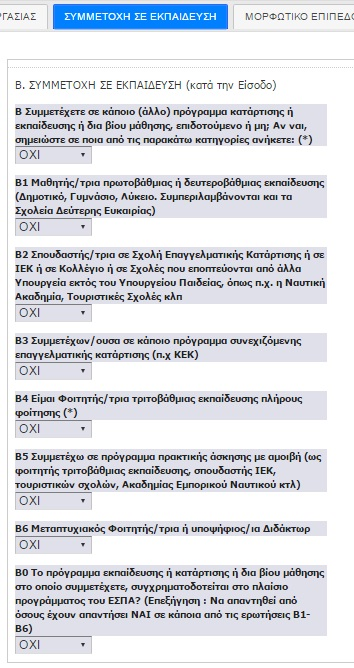 ΓΑΣΙΑΣ ΣΥΜΜΕΤΟΧΗ ΣΕ ΕΚΠΑΙΔΕΥΣΗ ΜΟΡΦΩΤΙΚΟ ΕΠΙΠΕΔΟ
Β. ΣΥΜΜΕΤΟΧΗ ΣΕ ΕΚΠΑΙΔΕΥΣΗ (κατά την Είσοδο)
Β Συμμετέχετε σε κάποιο (άλλο) πρόγραμμα κατάρτισης ή
εκπαίδευσης ή δια βίου μάθησης, επιδοτούμενο ή μη; Αν ναι,
σημειώστε σε ποια από τις παρακάτω κατηγορίες ανήκετε: (*)
ΟΧΙ
Β1 Μαθητής/τρια πρωτοβάθμιας ή δευτεροβάθμιας εκπαίδευσης
(Δημοτικό, Γυμνάσιο, Λύκειο. Συμπεριλαμβάνονται και τα
Σχολεία Δεύτερης Ευκαιρίας)
ΟΧΙ
Β2 Σπουδαστής/τρια σε Σχολή Επαγγελματικής Κατάρτισης ή σε
ΙΕΚ ή σε Κολλέγιο ή σε Σχολές που εποπτεύονται από άλλα
Υπουργεία εκτός του Υπουργείου Παιδείας, όπως π.χ. η Ναυτική
Ακαδημία, Τουριστικές Σχολές κλπ
ΟΧΙ
Β3 Συμμετέχων/ουσα σε κάποιο πρόγραμμα συνεχιζόμενης
επαγγελματικής κατάρτισης (π.χ ΚΕΚ)
ΟΧΙ
Β4 Είμαι Φοιτητής/τρια τριτοβάθμιας εκπαίδευσης πλήρους
φοίτησης (*)
ΟΧΙ
Β5 Συμμετέχω σε πρόγραμμα πρακτικής άσκησης με αμοιβή (ως
φοιτητής τριτοβάθμιας εκπαίδευσης, σπουδαστής ΙΕΚ,
τουριστικών σχολών, Ακαδημίας Εμπορικού Ναυτικού κτλ)
ΟΧΙ
Β6 Μεταπτυχιακός Φοιτητής/τρια ή υποψήφιος/ια Διδάκτωρ
ΟΧΙ
Β0 Το πρόγραμμα εκπαίδευσης ή κατάρτισης ή δια βίου μάθησης
στο οποίο συμμετέχετε, συγχρηματοδοτείται στο πλαίσιο
προγράμματος του ΕΣΠΑ? (Επεξήγηση : Να απαντηθεί από
όσους έχουν απαντήσει ΝΑΙ σε κάποια από τις ερωτήσεις Β1-
Β6)
ΟΧΙ